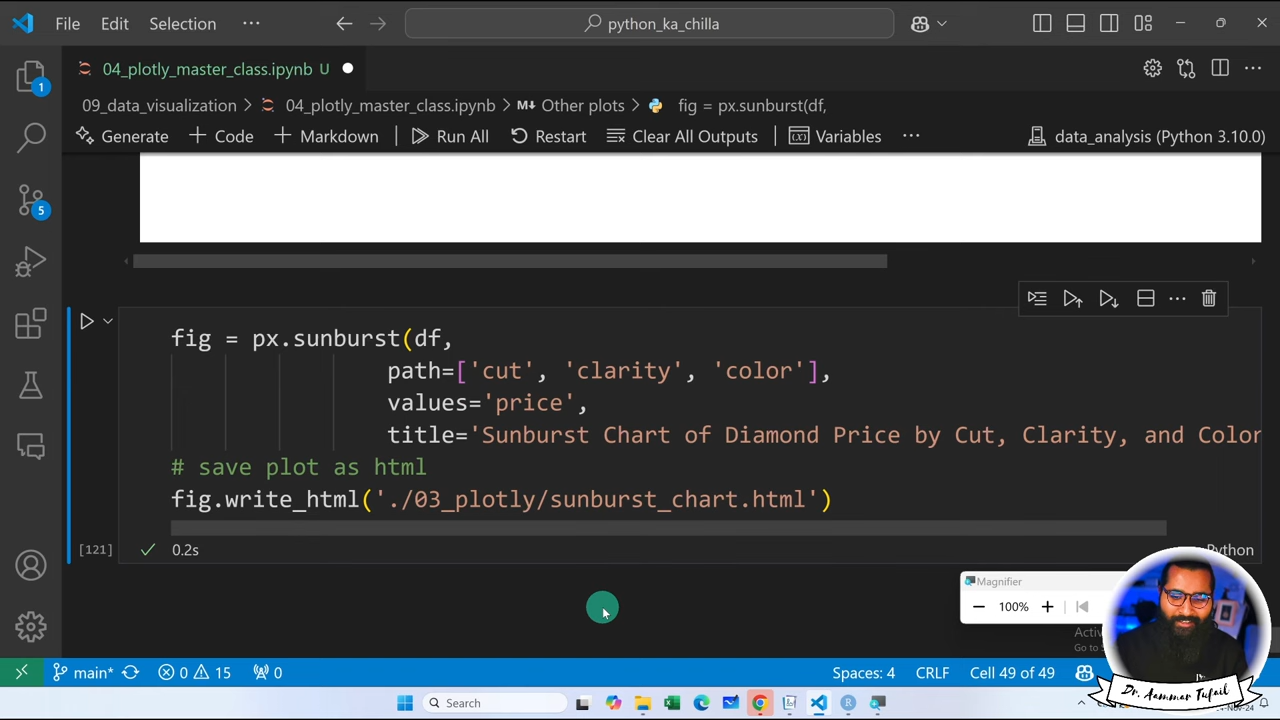 File Edit Selection ··· python_ka_chilla
04_plotly_master_class.ipynb U
09_data_visualization > 04_plotly_master_class.ipynb > M↓ Other plots > fig = px.sunburst(df,
Generate + Code + Markdown Run All Restart Clear All Outputs Variables ··· data_analysis (Python 3.10.0)
1
5
fig = px.sunburst(df,
path=['cut', 'clarity', 'color'],
values='price',
title='Sunburst Chart of Diamond Price by Cut, Clarity, and Color
# save plot as html
fig.write_html('./03_plotly/sunburst_chart.html')
[121] 0.2s Python
Magnifier
100%
Dr. Aammar Tufail
main* 0 15 0 Spaces: 4 CRLF Cell 49 of 49
Search